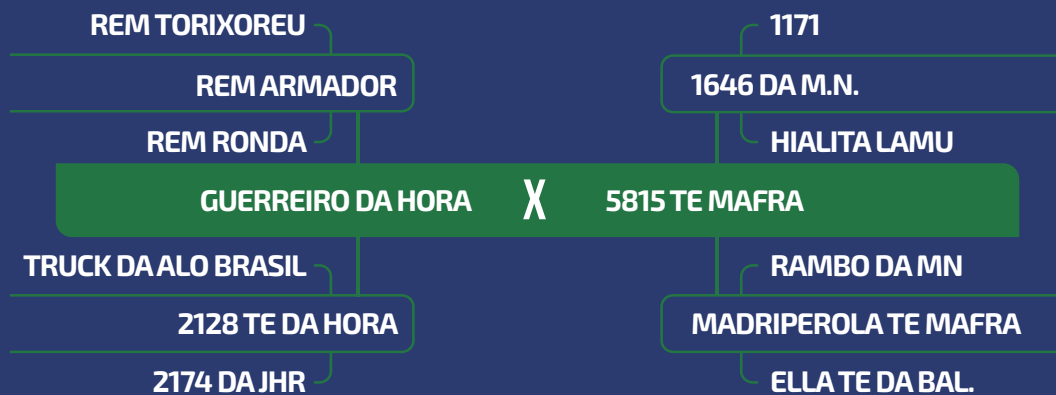 REM TORIXOREU
1171
REM ARMADOR
1646 DA M.N.
REM RONDA
HIALITA LAMU
GUERREIRO DA HORA X 5815 TE MAFRA
TRUCK DA ALO BRASIL
RAMBO DA MN
2128 TE DA HORA
MADRIPEROLA TE MAFRA
2174 DA JHR
ELLA TE DA BAL.